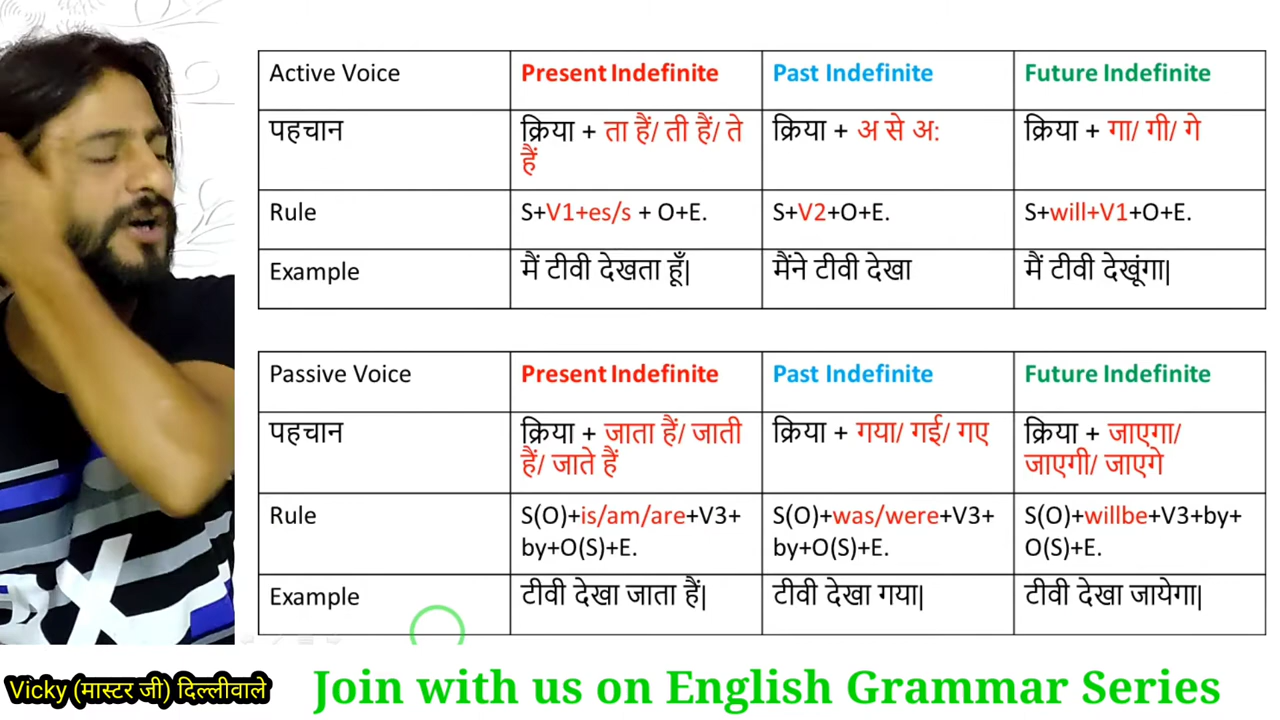 Active Voice Present Indefinite Past Indefinite Future Indefinite
पहचान क्रिया + ता हैं/ ती हैं/ ते हैं क्रिया + अ से अ: क्रिया + गा/ गी/ गे
Rule S+V1+es/s + O+E. S+V2+O+E. S+will+V1+O+E.
Example मैं टीवी देखता हूँ| मैंने टीवी देखा मैं टीवी देखूंगा|
Passive Voice Present Indefinite Past Indefinite Future Indefinite
पहचान क्रिया + जाता हैं/ जाती हैं/ जाते हैं क्रिया + गया/ गई/ गए क्रिया + जाएगा/ जाएगी/ जाएगे
Rule S(O)+is/am/are+V3+ by+O(S)+E. S(O)+was/were+V3+ by+O(S)+E. S(O)+willbe+V3+by+ O(S)+E.
Example टीवी देखा जाता हैं| टीवी देखा गया| टीवी देखा जायेगा|
Vicky (मास्टर जी) दिल्लीवाले
Join with us on English Grammar Series